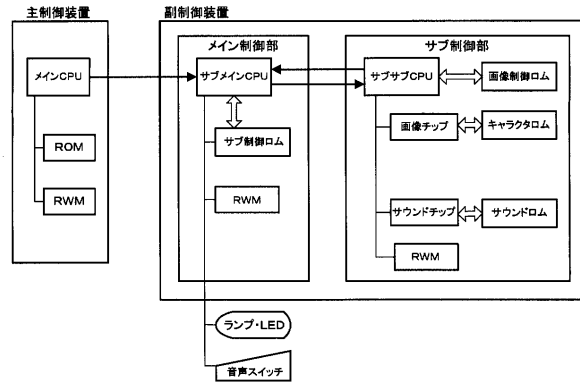 主制御装置
副制御装置
メイン制御部
サブ制御部
メインCPU
サブメインCPU
サブサブCPU
画像制御ロム
ROM
サブ制御ロム
画像チップ
キャラクタロム
RWM
RWM
サウンドチップ
サウンドロム
RWM
ランプ・LED
音声スイッチ